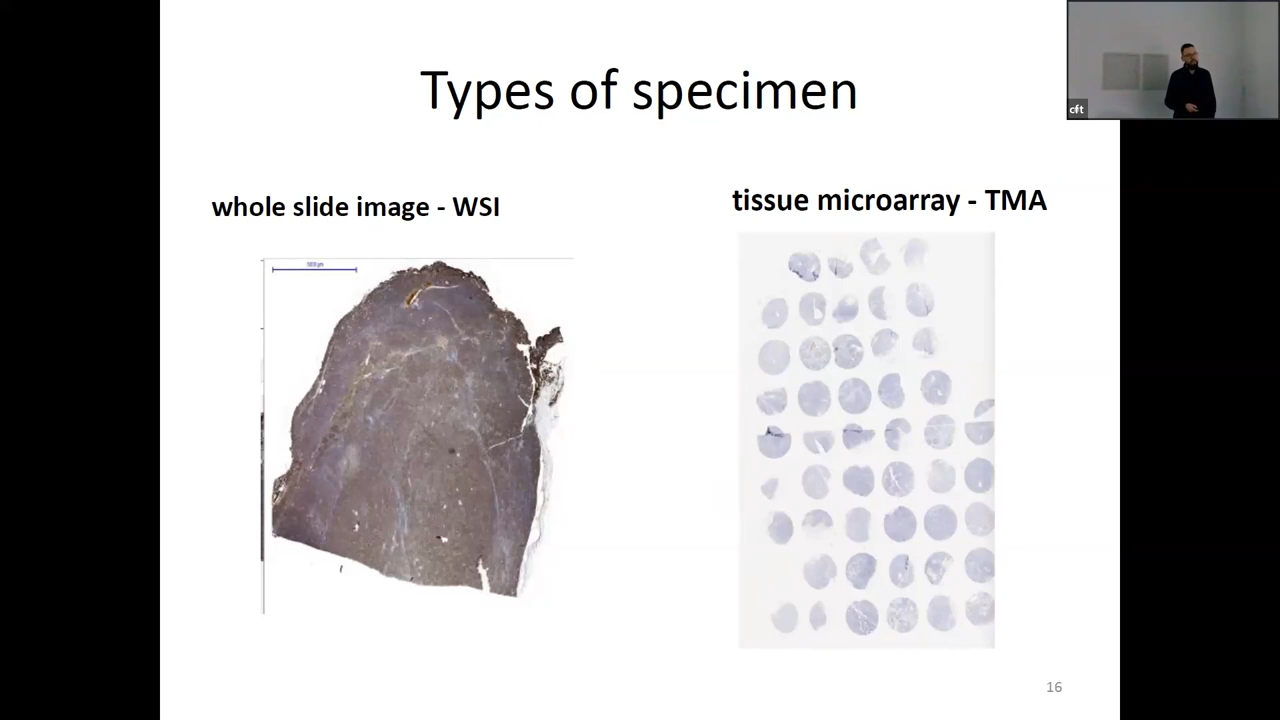 Types of specimen
whole slide image - WSI
tissue microarray - TMA
cft
16